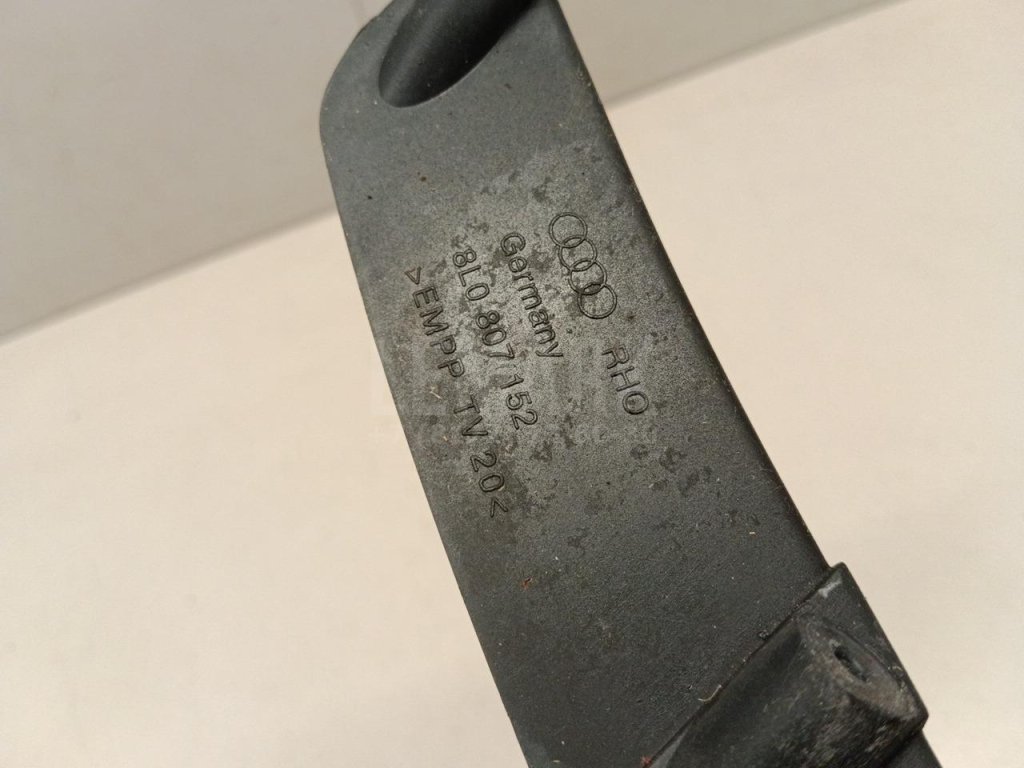 RHO
Germany
8L0 807 152
>EMPP TV 20<